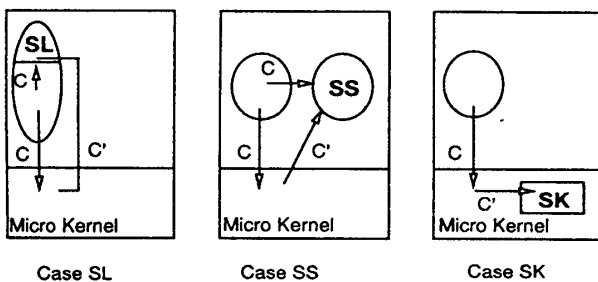 SL
C
C
C'
Micro Kernel
Case SL
C
SS
C
C'
Micro Kernel
Case SS
C
C'
SK
Micro Kernel
Case SK